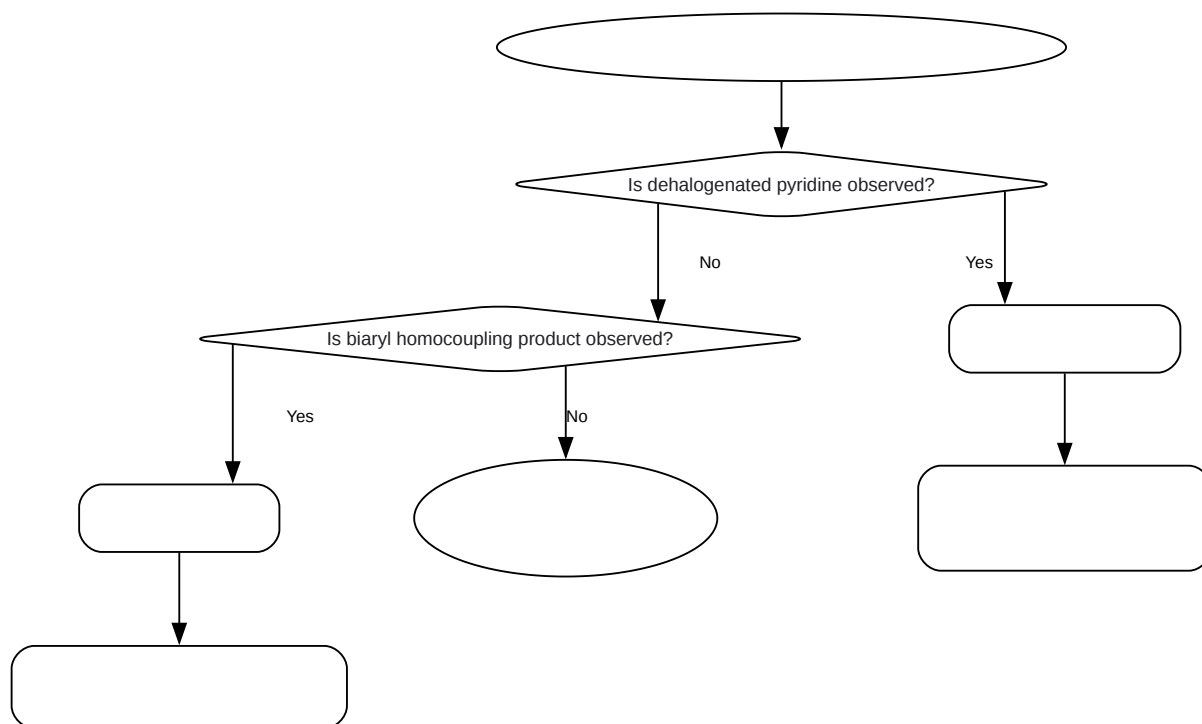 Is dehalogenated pyridine observed?
No
Yes
Is biaryl homocoupling product observed?
Yes
No